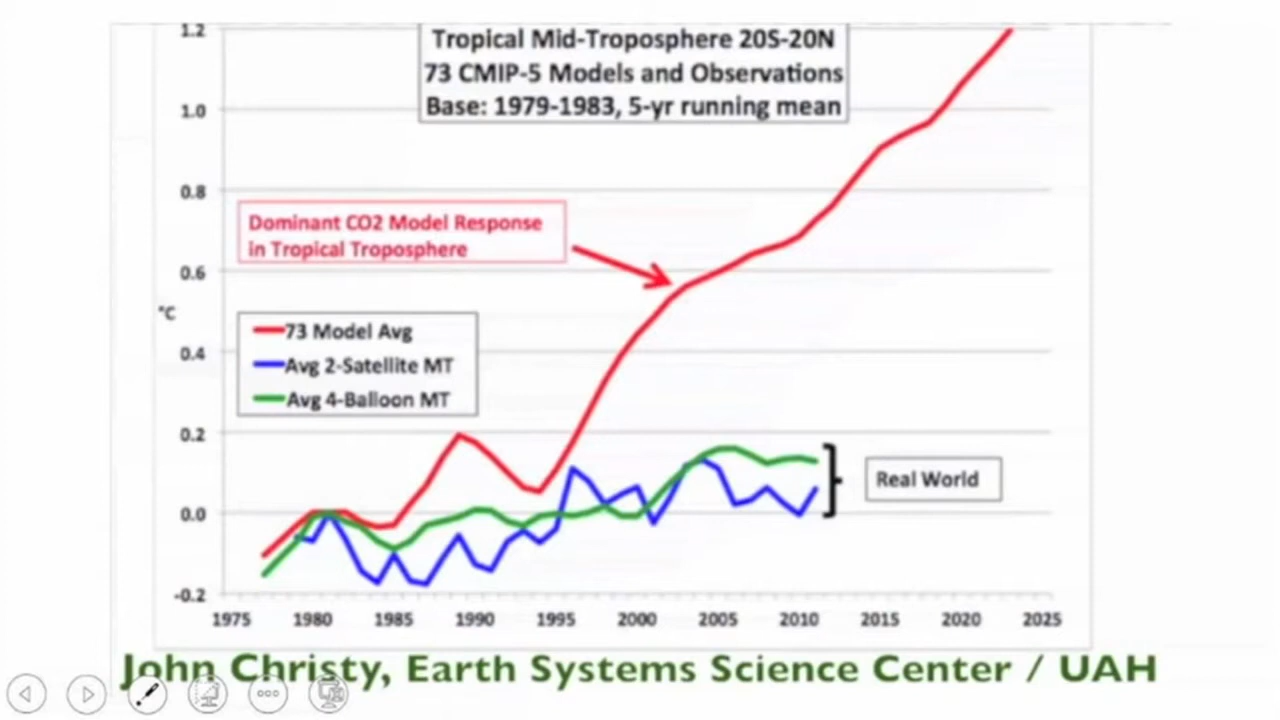 Tropical Mid-Troposphere 20S-20N
73 CMIP-5 Models and Observations
Base: 1979-1983, 5-yr running mean
1.2
1.0
0.8
Dominant CO2 Model Response
in Tropical Troposphere
0.6
°C
73 Model Avg
Avg 2-Satellite MT
Avg 4-Balloon MT
0.4
0.2
Real World
0.0
-0.2
1975 1980 1985 1990 1995 2000 2005 2010 2015 2020 2025
John Christy, Earth Systems Science Center / UAH